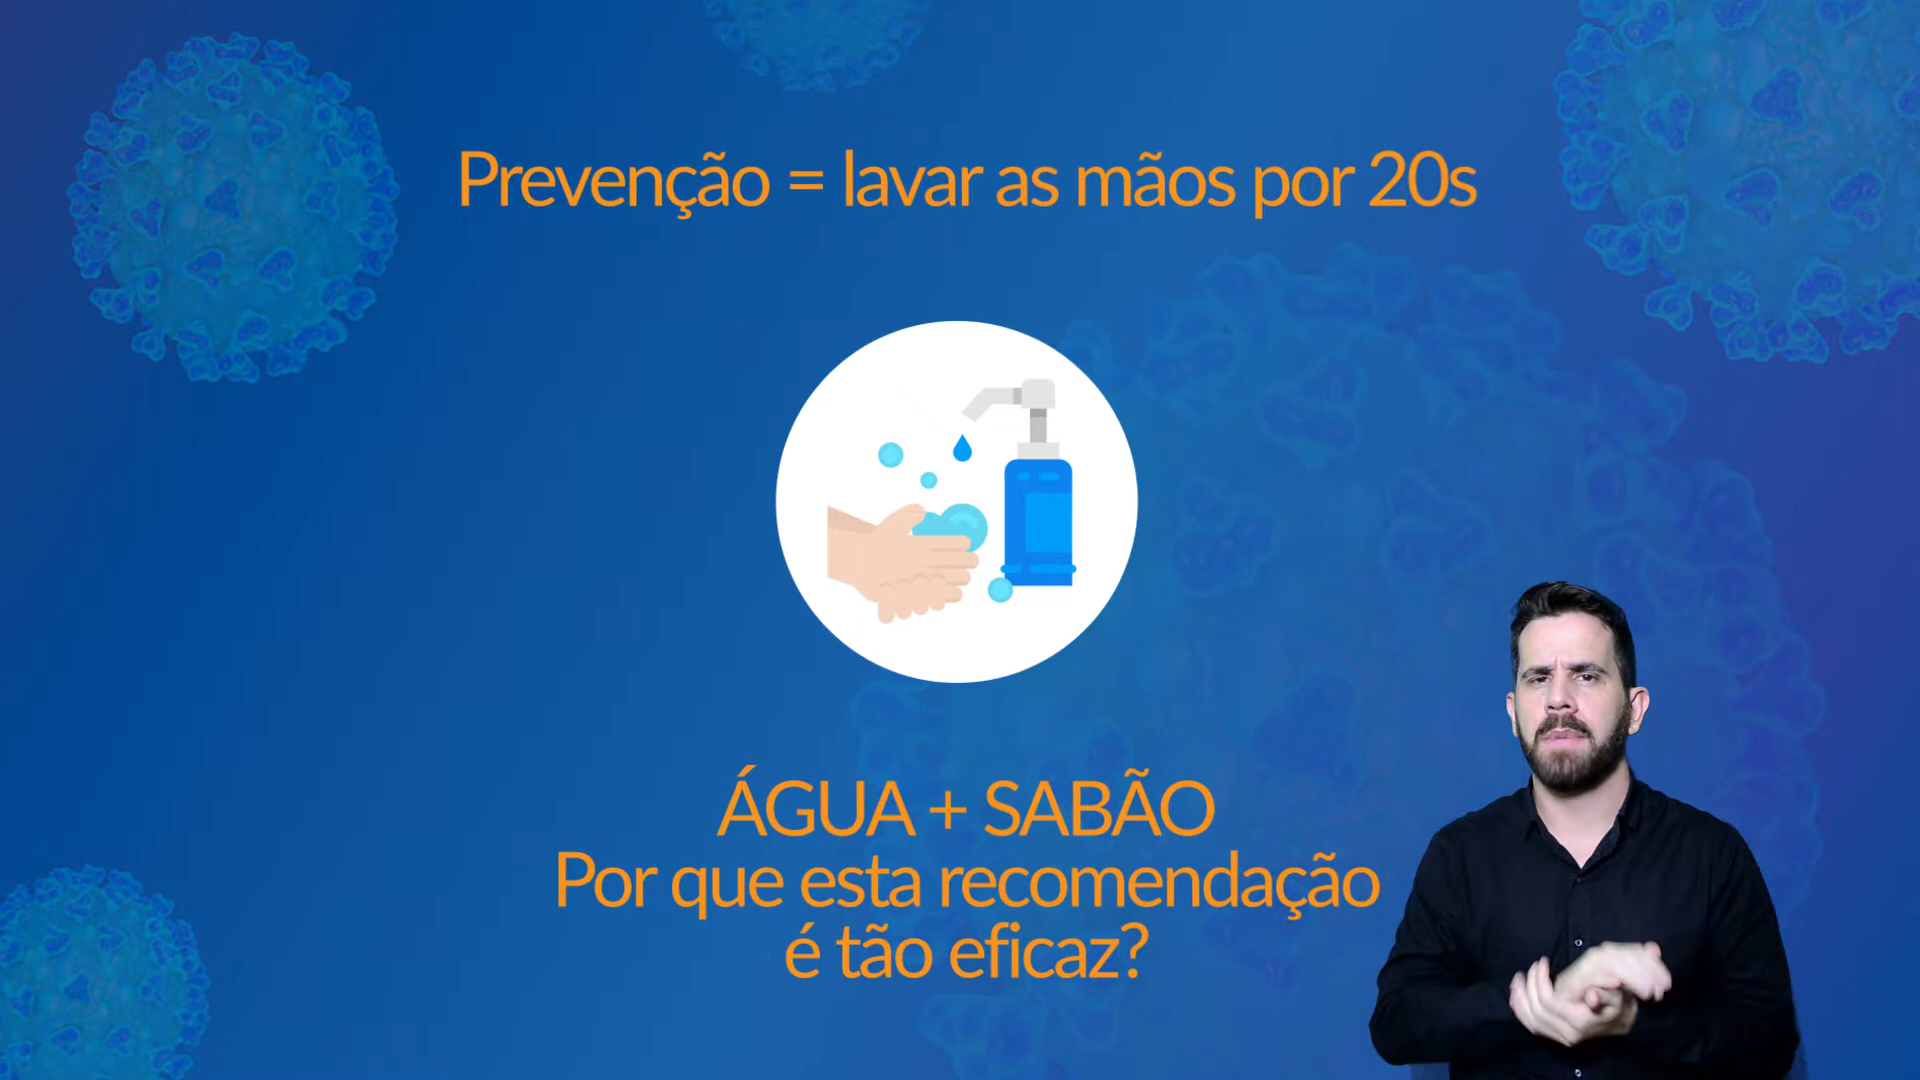 Prevenção = lavar as mãos por 20s
ÁGUA + SABÃO
Por que esta recomendação
é tão eficaz?